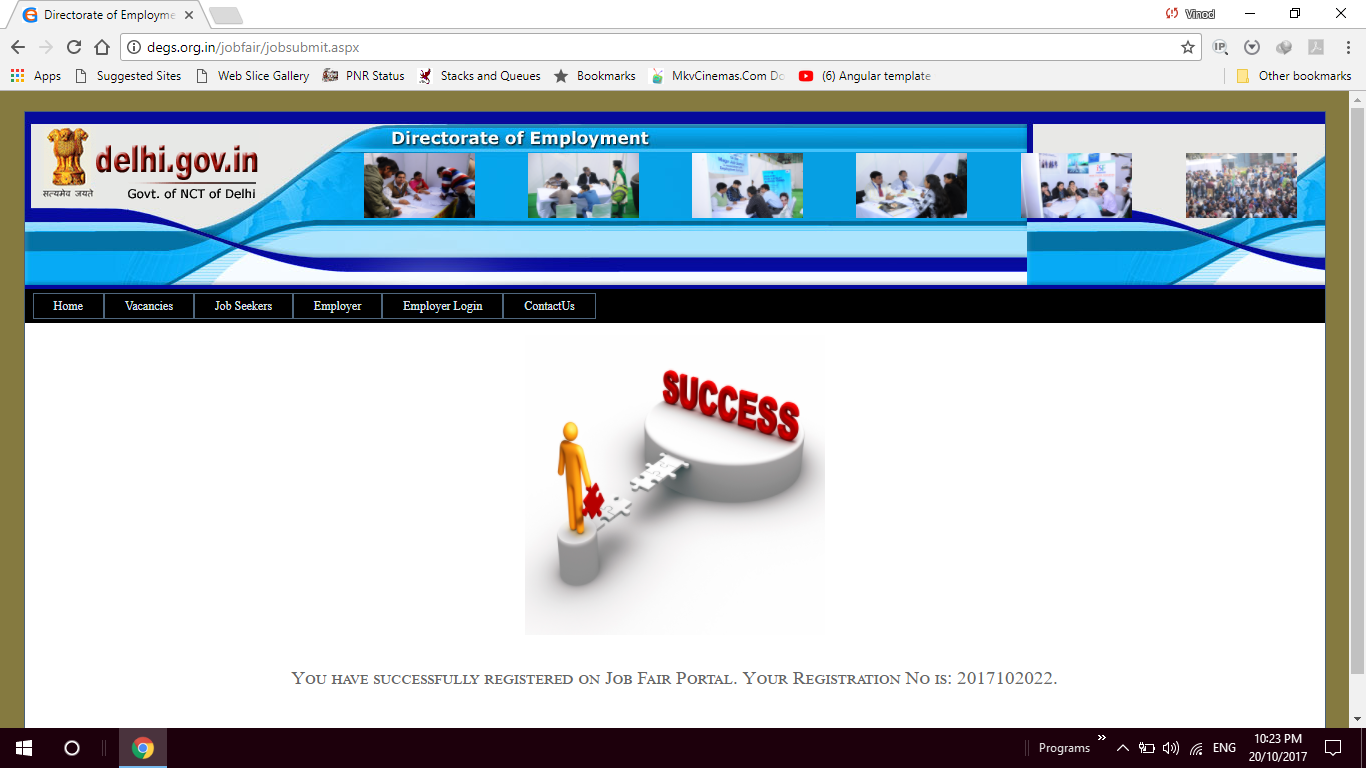 Directorate of Employme
Vinod
degs.org.in/jobfair/jobsubmit.aspx
IP
Apps Suggested Sites Web Slice Gallery PNR Status Stacks and Queues Bookmarks MkvCinemas.Com Do (6) Angular template Other bookmarks
Directorate of Employment
delhi.gov.in
सत्यमेव जयते Govt. of NCT of Delhi
Home Vacancies Job Seekers Employer Employer Login ContactUs
SUCCESS
You have successfully registered on Job Fair Portal. Your Registration No is: 2017102022.
Programs ENG 10:23 PM
20/10/2017